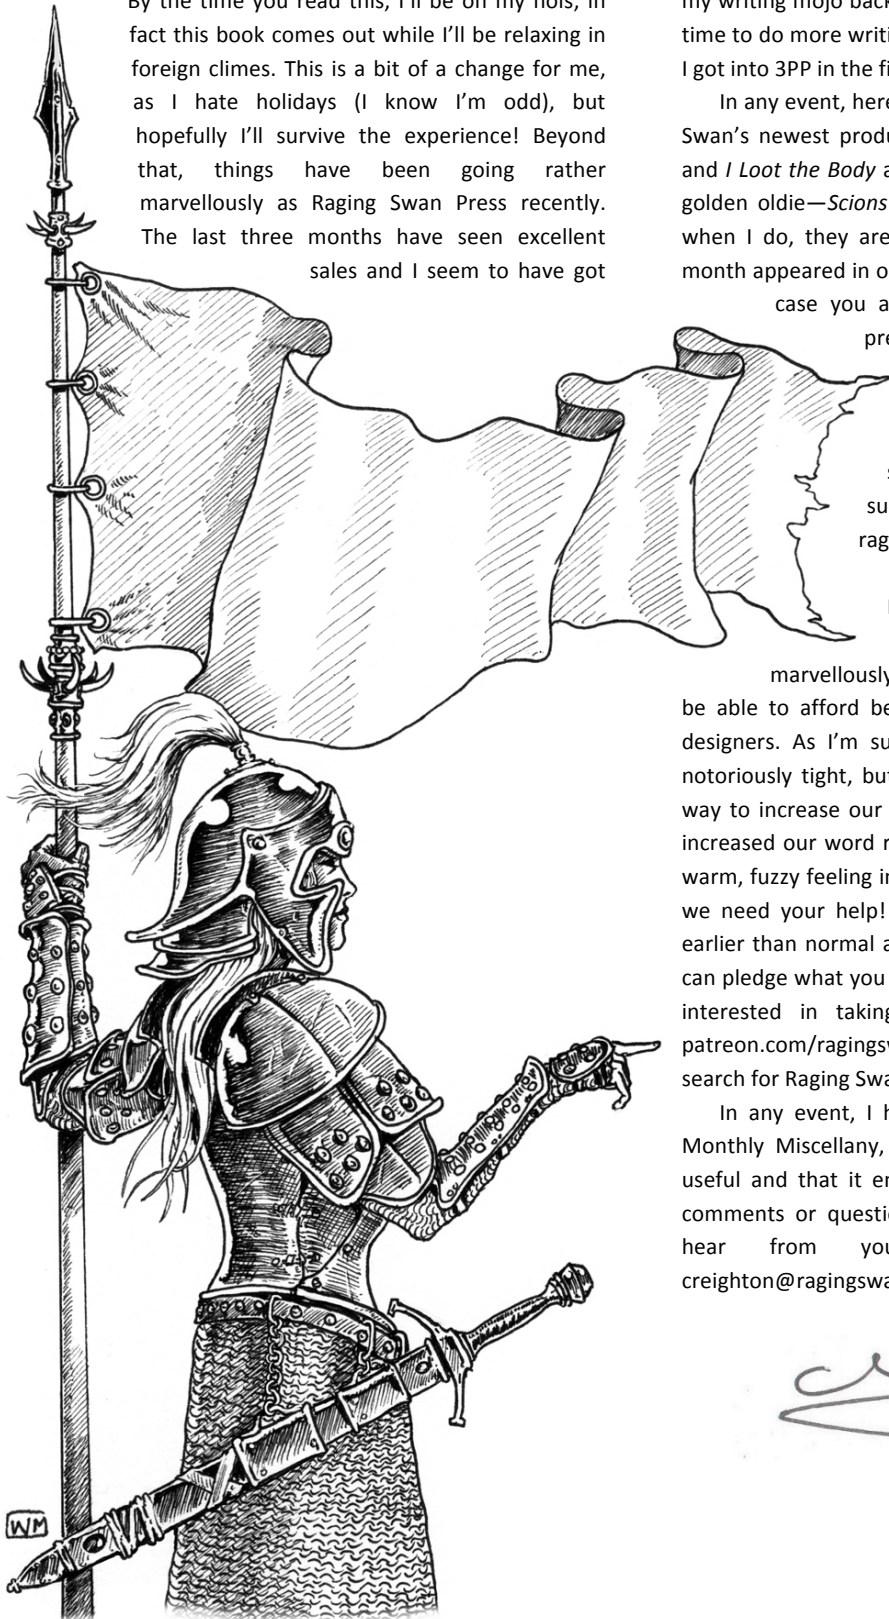 By the time you read this, I'll be on my hols; in
fact this book comes out while I'll be relaxing in
foreign climes. This is a bit of a change for me,
as I hate holidays (I know I'm odd), but
hopefully I'll survive the experience! Beyond
that, things have been going rather
marvellously as Raging Swan Press recently.
The last three months have seen excellent
sales and I seem to have got
my writing mojo back
time to do more writi
I got into 3PP in the fi
In any event, here
Swan's newest produ
and I Loot the Body a
golden oldie—Scions
when I do, they are
month appeared in o
case you a
pre
s
su
rag
marvellously
be able to afford be
designers. As I'm su
notoriously tight, but
way to increase our
increased our word r
warm, fuzzy feeling in
we need your help!
earlier than normal a
can pledge what you
interested in taking
patreon.com/ragingsw
search for Raging Swa
In any event, I h
Monthly Miscellany,
useful and that it en
comments or questio
hear from you
creighton@ragingswa
WM